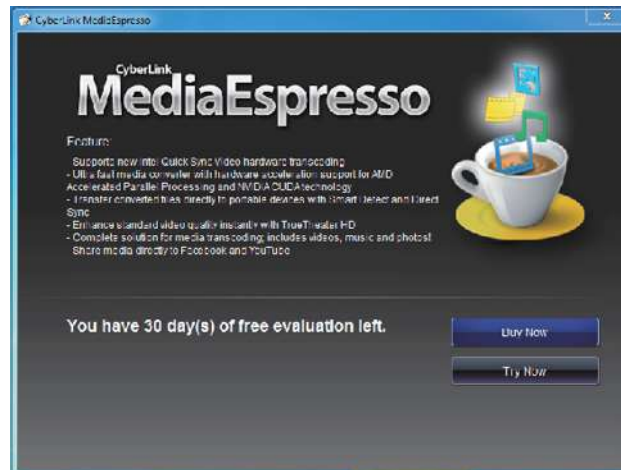 CyberLink MediaEspresso
CyberLink
MediaEspresso
Feature:
- Supports new Intel Quick Sync Video hardware transcoding
- Ultra fast media converter with hardware acceleration support for AMD
Accelerated Parallel Processing and NVIDIA CUDA technology
- Transfer converted files directly to portable devices with Smart Detect and Direct
Sync
- Enhance standard video quality instantly with TrueTheater HD
- Complete solution for media transcoding; includes videos, music and photos!
- Share media directly to Facebook and YouTube
You have 30 day(s) of free evaluation left.
Buy Now
Try Now